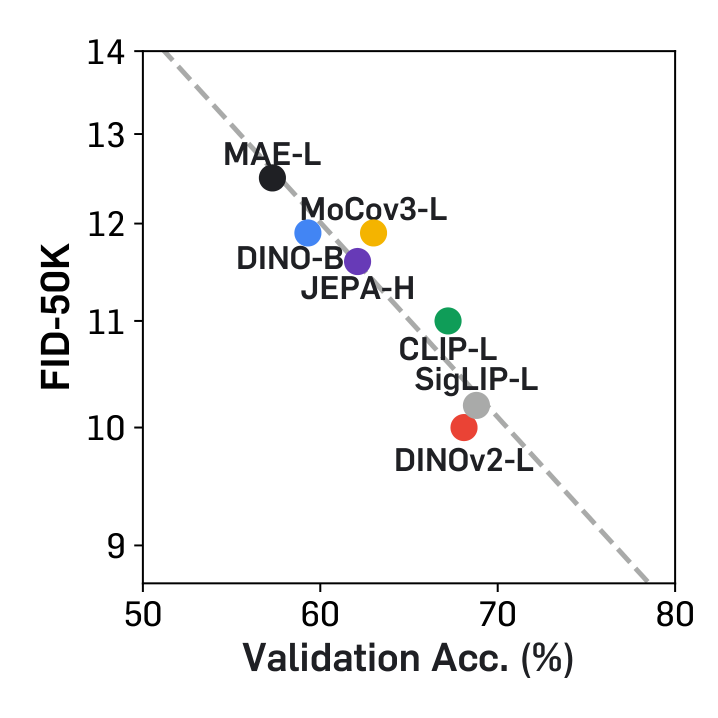 14
13
12
11
10
9
FID-50K
MAE-L
MoCov3-L
DINO-B
JEPA-H
CLIP-L
SigLIP-L
DINOv2-L
50 60 70 80
Validation Acc. (%)